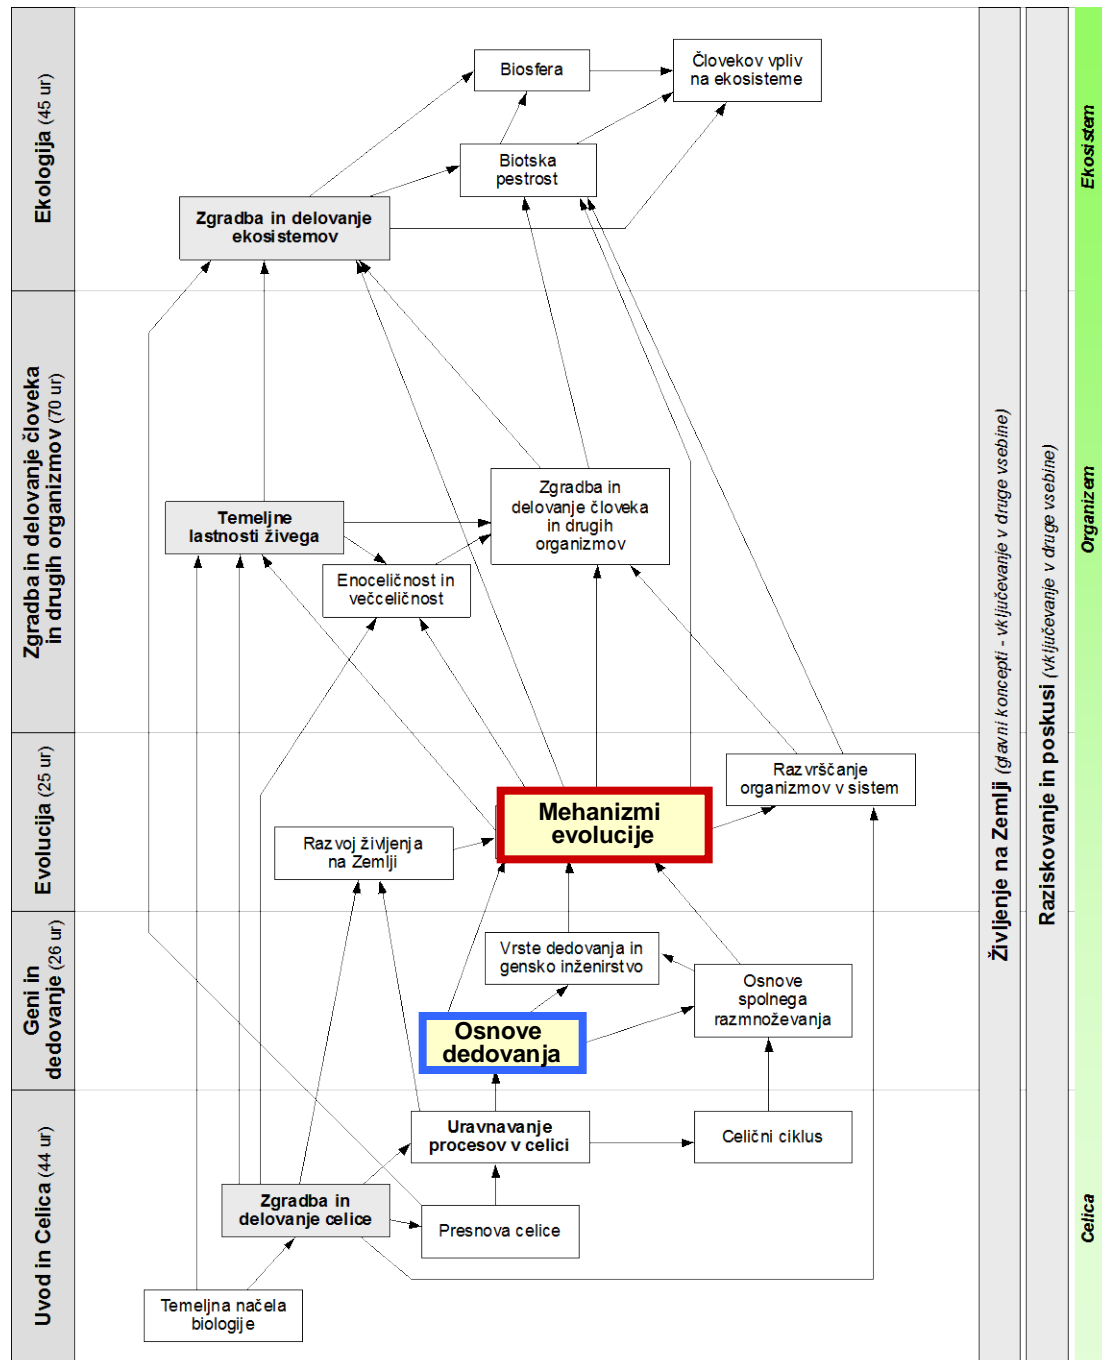 Ekologija (45 ur)
Biosfera
Človekov vpliv
na ekosisteme
Biotska
pestrost
Zgradba in delovanje
ekosistemov
Zgradba in delovanje človeka
in drugih organizmov (70 ur)
Zgradba in
delovanje človeka
in drugih
organizmov
Temeljne
lastnosti živega
Enoceličnost in
večceličnost
Evolucija (25 ur)
Razvrščanje
organizmov v sistem
Mehanizmi
evolucije
Razvoj življenja
na Zemlji
Geni in
dedovanje (26 ur)
Vrste dedovanja in
gensko inženirstvo
Osnove
spolnega
razmnoževanja
Osnove
dedovanja
Uvod in Celica (44 ur)
Uravnavanje
procesov v celici
Celični ciklus
Zgradba in
delovanje celice
Presnova celice
Temeljna načela
biologije
Življenje na Zemlji (glavni koncepti - vključevanje v druge vsebine)
Raziskovanje in poskusi (vključevanje v druge vsebine)
Ekosistem
Organizem
Celica